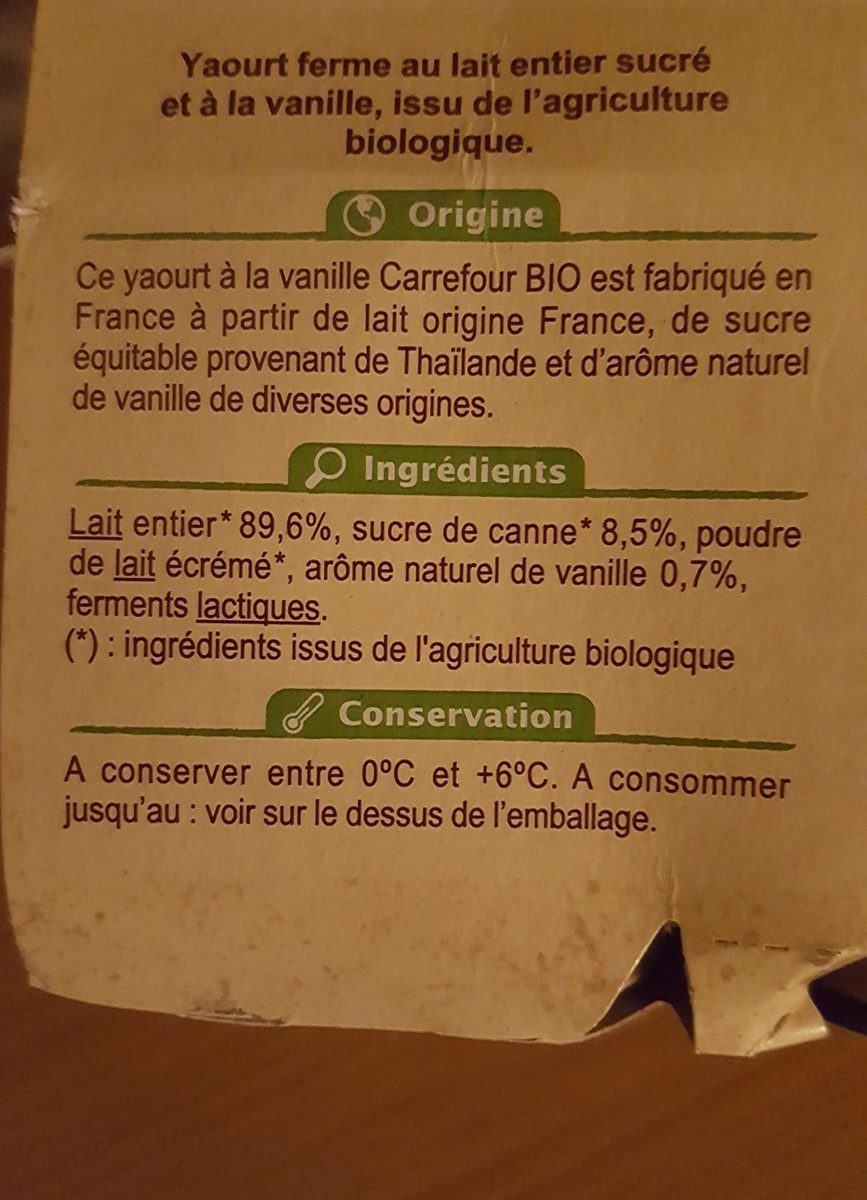 Yaourt ferme au lait entier sucré
et à la vanille, issu de l'agriculture
biologique.
Origine
Ce yaourt à la vanille Carrefour BIO est fabriqué en
France à partir de lait origine France, de sucre
équitable provenant de Thaïlande et d'arôme naturel
de vanille de diverses origines.
Ingrédients
Lait entier* 89,6%, sucre de canne* 8,5%, poudre
de lait écrémé*, arôme naturel de vanille 0,7%,
ferments lactiques.
(*) : ingrédients issus de l'agriculture biologique
Conservation
A conserver entre 0ºC et +6ºC. A consommer
jusqu'au : voir sur le dessus de l'emballage.